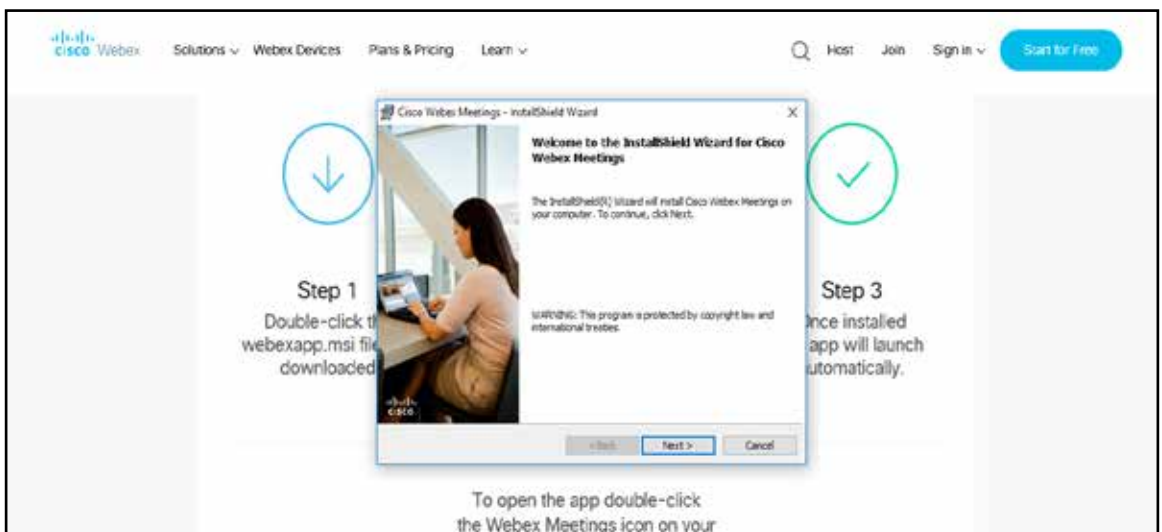 CISCO Webex Solutions Webex Devices Plans & Pricing Learn Host Join Sign in Start for Free
Cisco Webex Meetings - InstallShield Wizard X
Welcome to the InstallShield Wizard for Cisco
Webex Meetings
The InstallShield(R) Wizard will install Cisco Webex Meetings on
your computer. To continue, click Next.
WARNING: This program is protected by copyright law and
international treaties.
CISCO
< Back Next > Cancel
Step 1
Double-click th
webexapp.msi file
downloaded
Step 3
Once installed
app will launch
utomatically.
To open the app double-click
the Webex Meetings icon on your